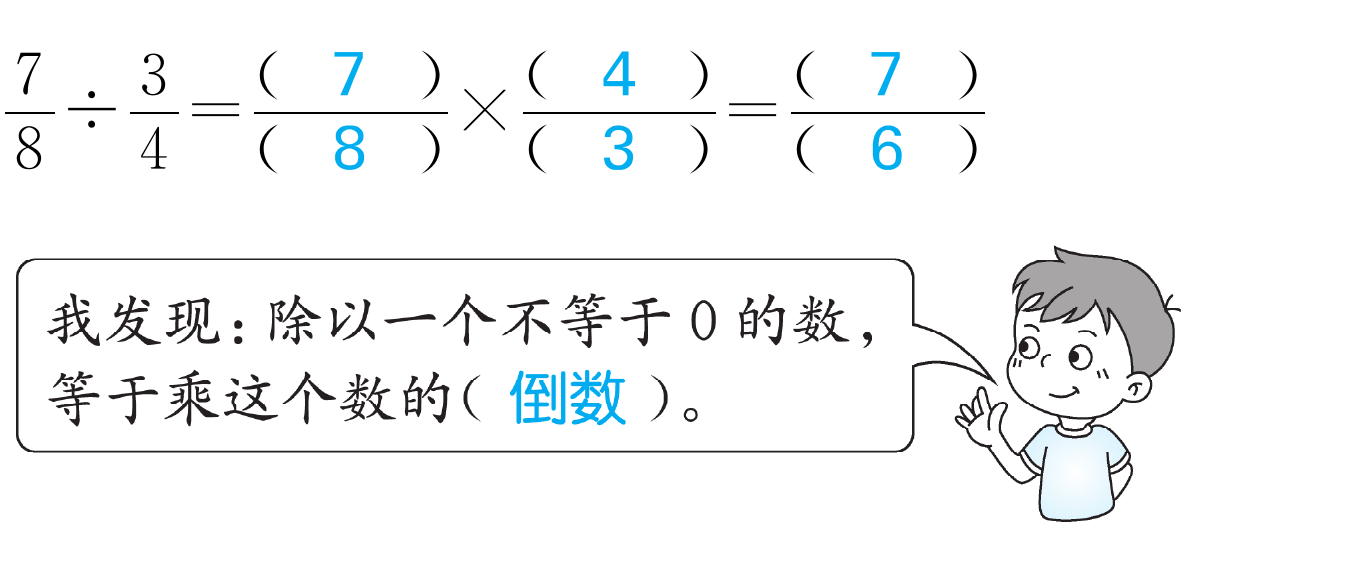 7/8 ÷ 3/4 = ( 7 )/( 8 ) × ( 4 )/( 3 ) = ( 7 )/( 6 )
我发现：除以一个不等于 0 的数，
等于乘这个数的( 倒数 )。